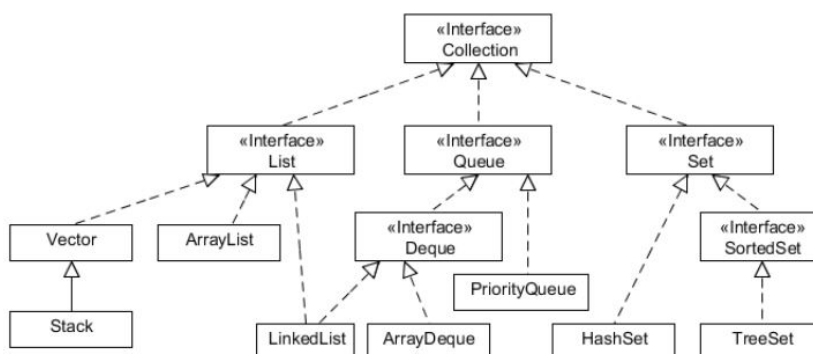 «Interface»
Collection
«Interface»
List
«Interface»
Queue
«Interface»
Set
Vector
ArrayList
«Interface»
Deque
«Interface»
SortedSet
PriorityQueue
Stack
LinkedList
ArrayDeque
HashSet
TreeSet